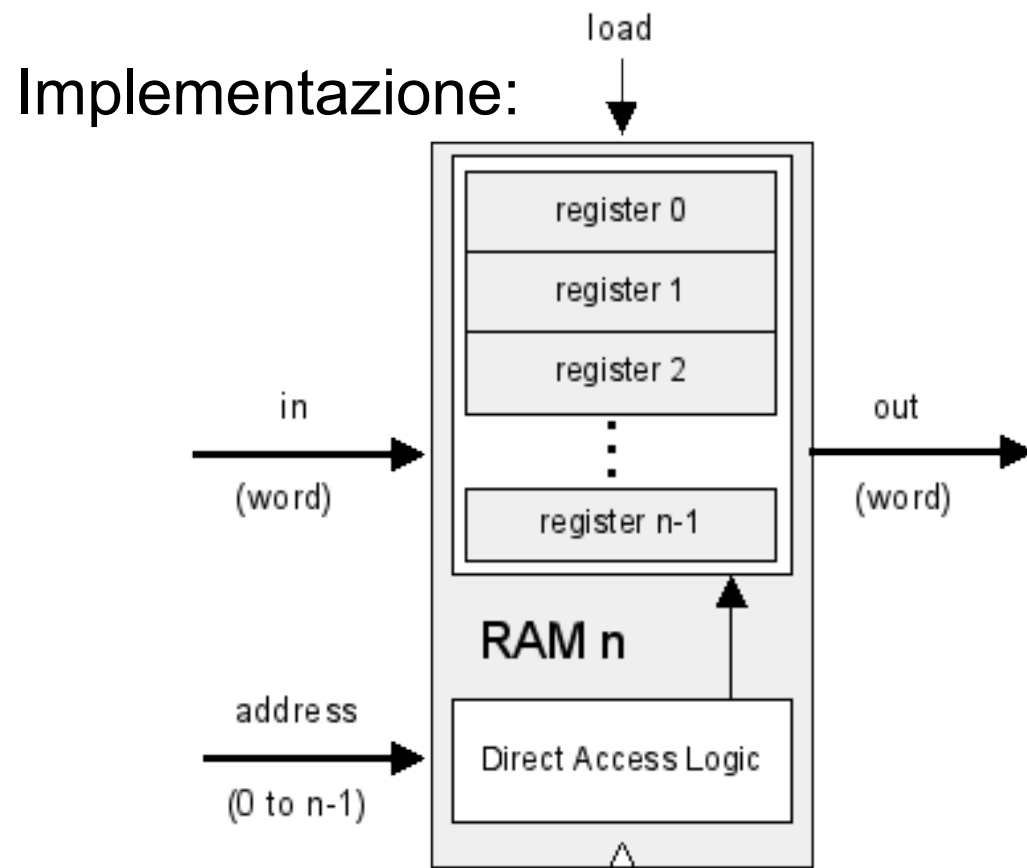 load
Implementazione:
register 0
register 1
register 2
in
(word)
out
(word)
register n-1
RAM n
address
(0 to n-1)
Direct Access Logic